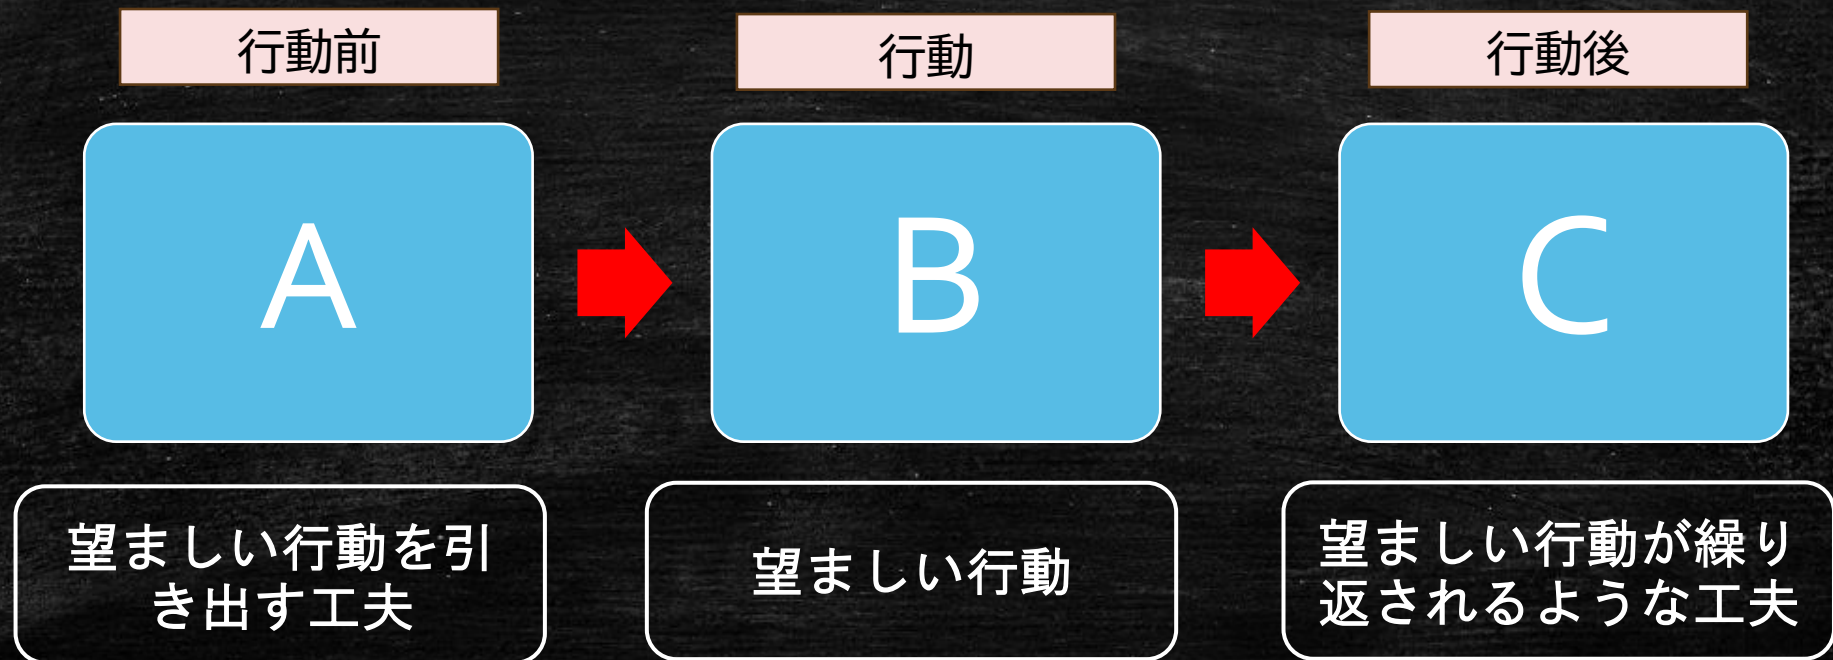 行動前
行動
行動後
A
B
C
望ましい行動を引
き出す工夫
望ましい行動
望ましい行動が繰り
返されるような工夫